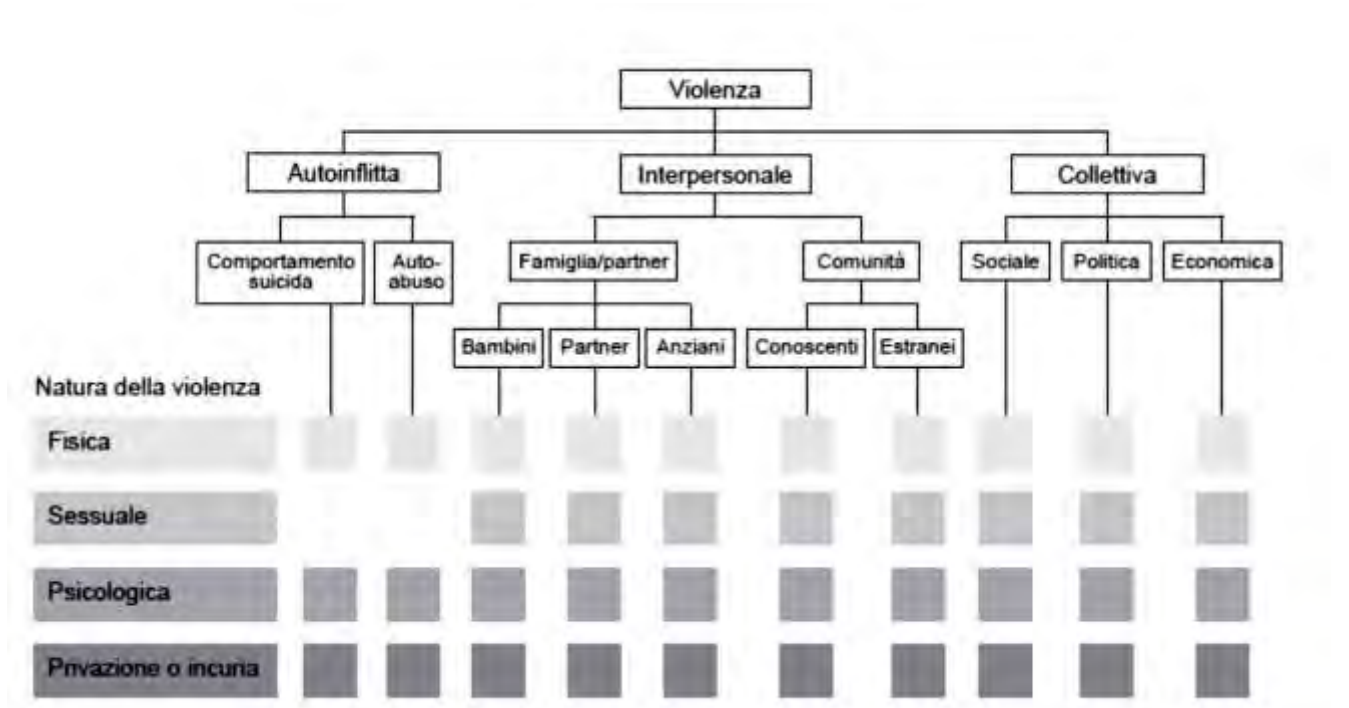 Violenza
Autoinflitta
Interpersonale
Collettiva
Comportamento
suicida
Auto-
abuso
Famiglia/partner
Comunità
Sociale
Politica
Economica
Bambini
Partner
Anziani
Conoscenti
Estranei
Natura della violenza
Fisica
Sessuale
Psicologica
Privazione o incuria